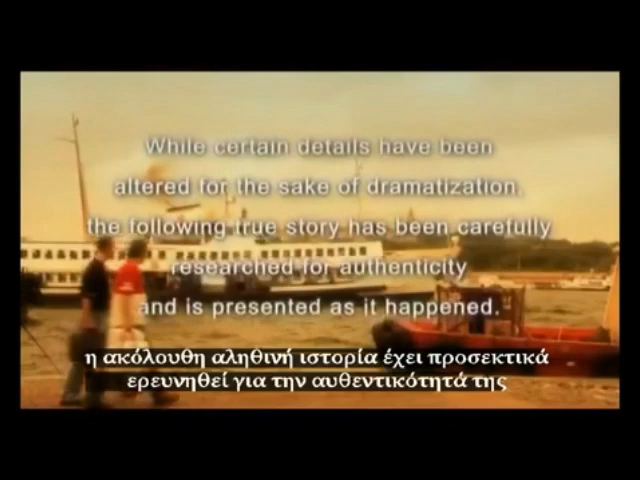 While certain details have been
altered for the sake of dramatization,
the following true story has been carefully
researched for authenticity
and is presented as it happened.
η ακόλουθη αληθινή ιστορία έχει προσεκτικά
ερευνηθεί για την αυθεντικότητά της